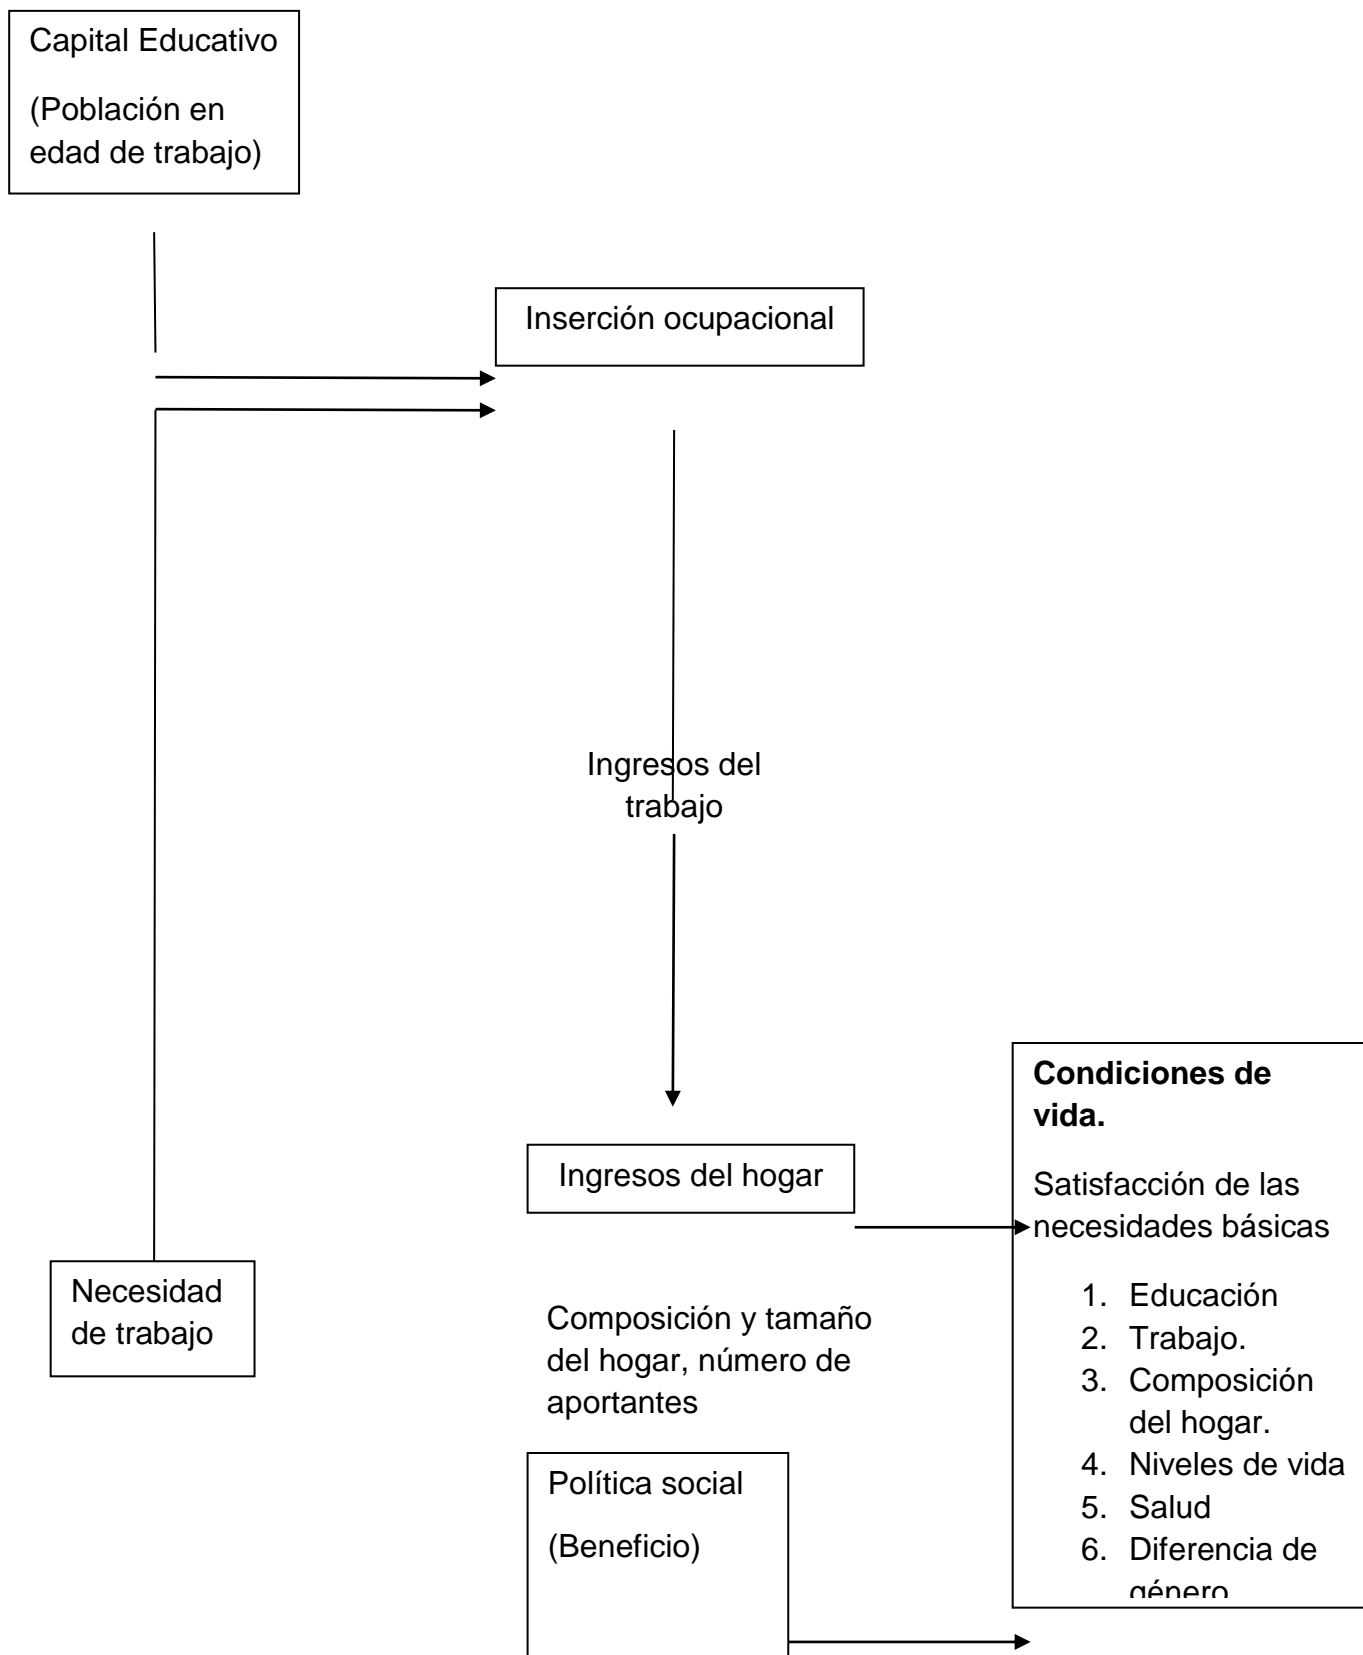 Capital Educativo
(Población en
edad de trabajo)
Inserción ocupacional
Ingresos del
trabajo
Ingresos del hogar
Condiciones de
vida.
Satisfacción de las
necesidades básicas
1. Educación
2. Trabajo.
3. Composición
del hogar.
4. Niveles de vida
5. Salud
6. Diferencia de
género
Necesidad
de trabajo
Composición y tamaño
del hogar, número de
aportantes
Política social
(Beneficio)